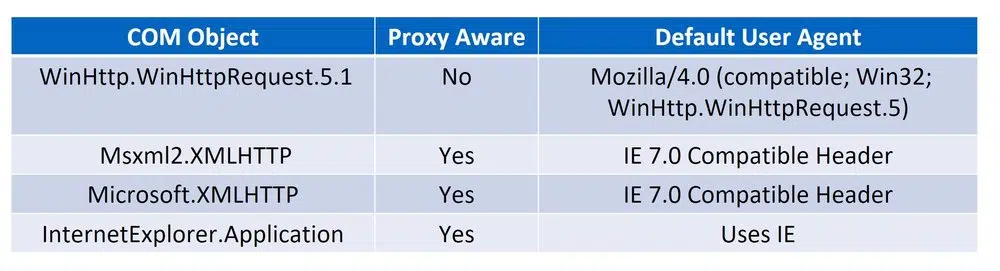 COM Object Proxy Aware Default User Agent
WinHttp.WinHttpRequest.5.1 No Mozilla/4.0 (compatible; Win32;
WinHttp.WinHttpRequest.5)
Msxml2.XMLHTTP Yes IE 7.0 Compatible Header
Microsoft.XMLHTTP Yes IE 7.0 Compatible Header
InternetExplorer.Application Yes Uses IE